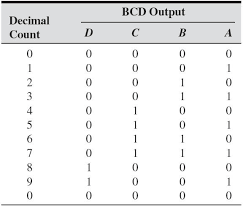 Decimal Count BCD Output
D C B A
0 0 0 0 0
1 0 0 0 1
2 0 0 1 0
3 0 0 1 1
4 0 1 0 0
5 0 1 0 1
6 0 1 1 0
7 0 1 1 1
8 1 0 0 0
9 1 0 0 1
0 0 0 0 0